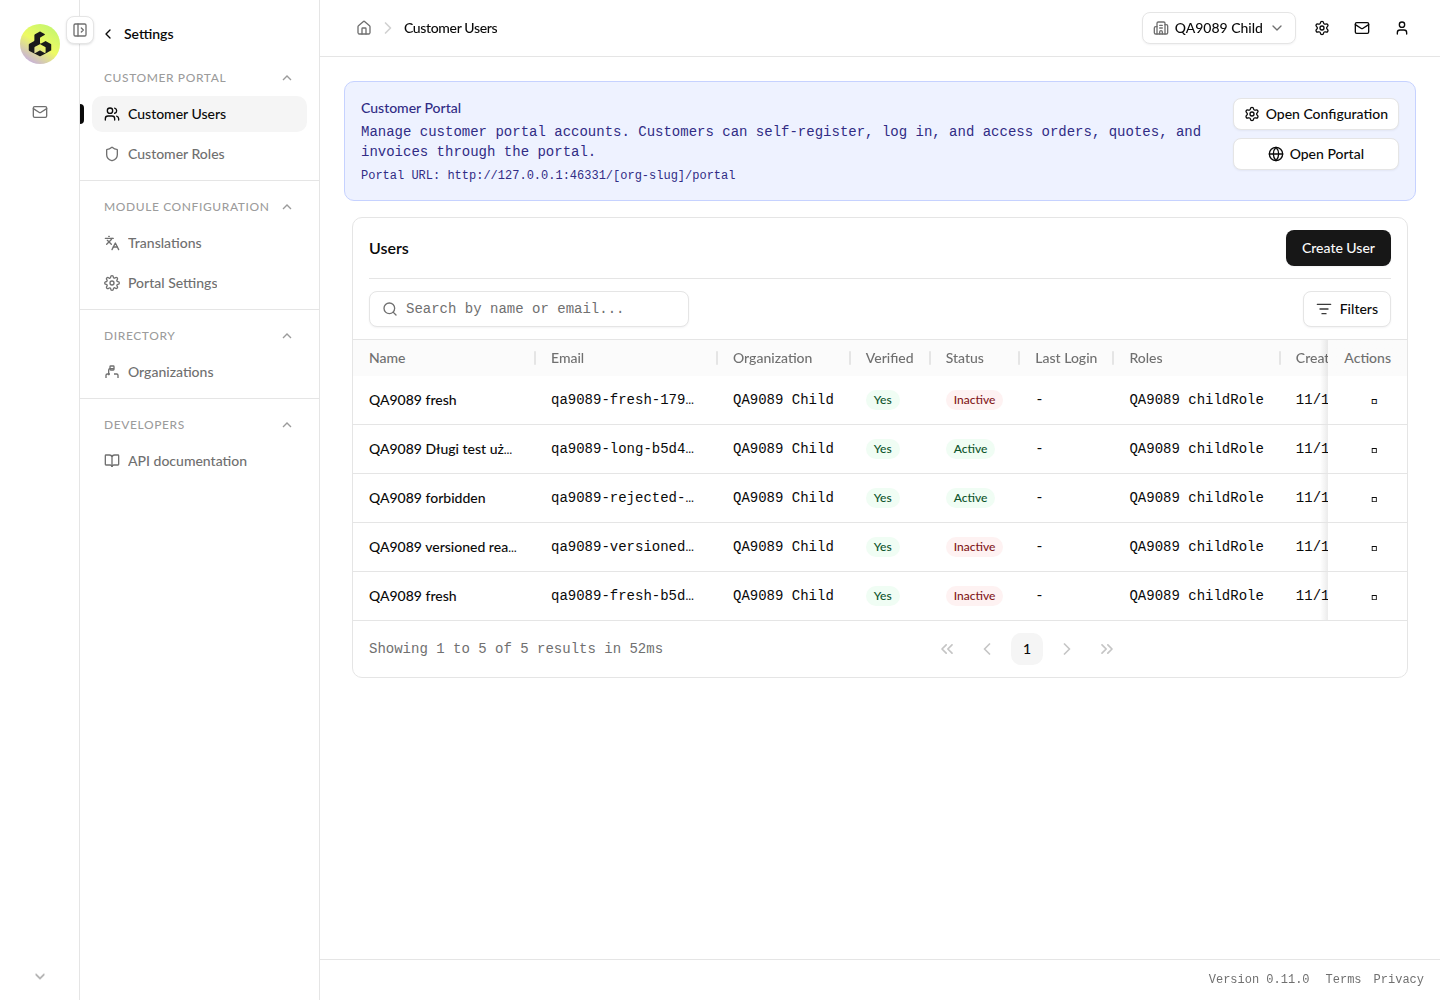 Settings
CUSTOMER PORTAL
Customer Users
Customer Roles
MODULE CONFIGURATION
Translations
Portal Settings
DIRECTORY
Organizations
DEVELOPERS
API documentation
Customer Users
QA9089 Child
Customer Portal
Manage customer portal accounts. Customers can self-register, log in, and access orders, quotes, and
invoices through the portal.
Portal URL: http://127.0.0.1:46331/[org-slug]/portal
Open Configuration
Open Portal
Users
Create User
Search by name or email...
Filters
Name Email Organization Verified Status Last Login Roles Creat Actions
QA9089 fresh qa9089-fresh-179… QA9089 Child Yes Inactive - QA9089 childRole 11/1
QA9089 Długi test uż… qa9089-long-b5d4… QA9089 Child Yes Active - QA9089 childRole 11/1
QA9089 forbidden qa9089-rejected-… QA9089 Child Yes Active - QA9089 childRole 11/1
QA9089 versioned rea… qa9089-versioned… QA9089 Child Yes Inactive - QA9089 childRole 11/1
QA9089 fresh qa9089-fresh-b5d… QA9089 Child Yes Inactive - QA9089 childRole 11/1
Showing 1 to 5 of 5 results in 52ms
1
Version 0.11.0 Terms Privacy